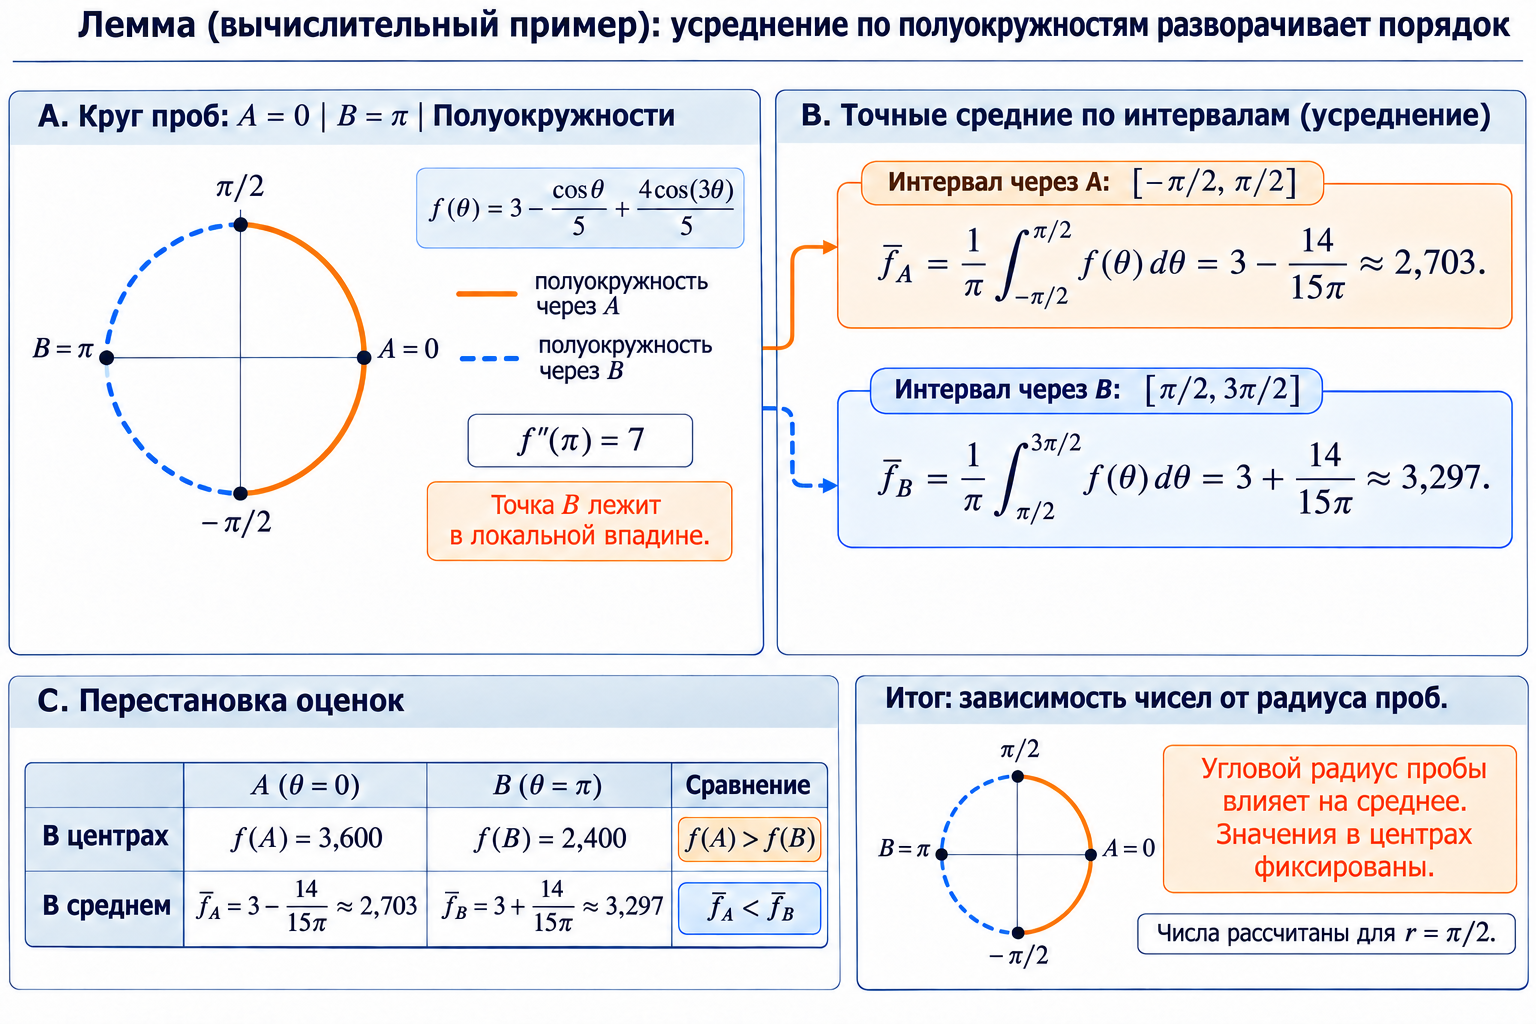 Лемма (вычислительный пример): усреднение по полуокружностям разворачивает порядок
A. Круг проб: A = 0 | B = π | Полуокружности
π/2
B = π
A = 0
− π/2
f (θ) = 3 − cos θ/5 + 4 cos(3θ)/5
полуокружность
через A
полуокружность
через B
f″(π) = 7
Точка B лежит
в локальной впадине.
B. Точные средние по интервалам (усреднение)
Интервал через A: [−π/2, π/2]
f̅_A = 1/π ∫_{−π/2}^{π/2} f (θ) dθ = 3 − 14/15π ≈ 2,703.
Интервал через B: [π/2, 3π/2]
f̅_B = 1/π ∫_{π/2}^{3π/2} f (θ) dθ = 3 + 14/15π ≈ 3,297.
C. Перестановка оценок
A (θ = 0) B (θ = π) Сравнение
В центрах f (A) = 3,600 f (B) = 2,400 f(A) > f(B)
В среднем f̅_A = 3 − 14/15π ≈ 2,703 f̅_B = 3 + 14/15π ≈ 3,297 f̅_A < f̅_B
Итог: зависимость чисел от радиуса проб.
π/2
B = π
A = 0
− π/2
Угловой радиус пробы
влияет на среднее.
Значения в центрах
фиксированы.
Числа рассчитаны для r = π/2.